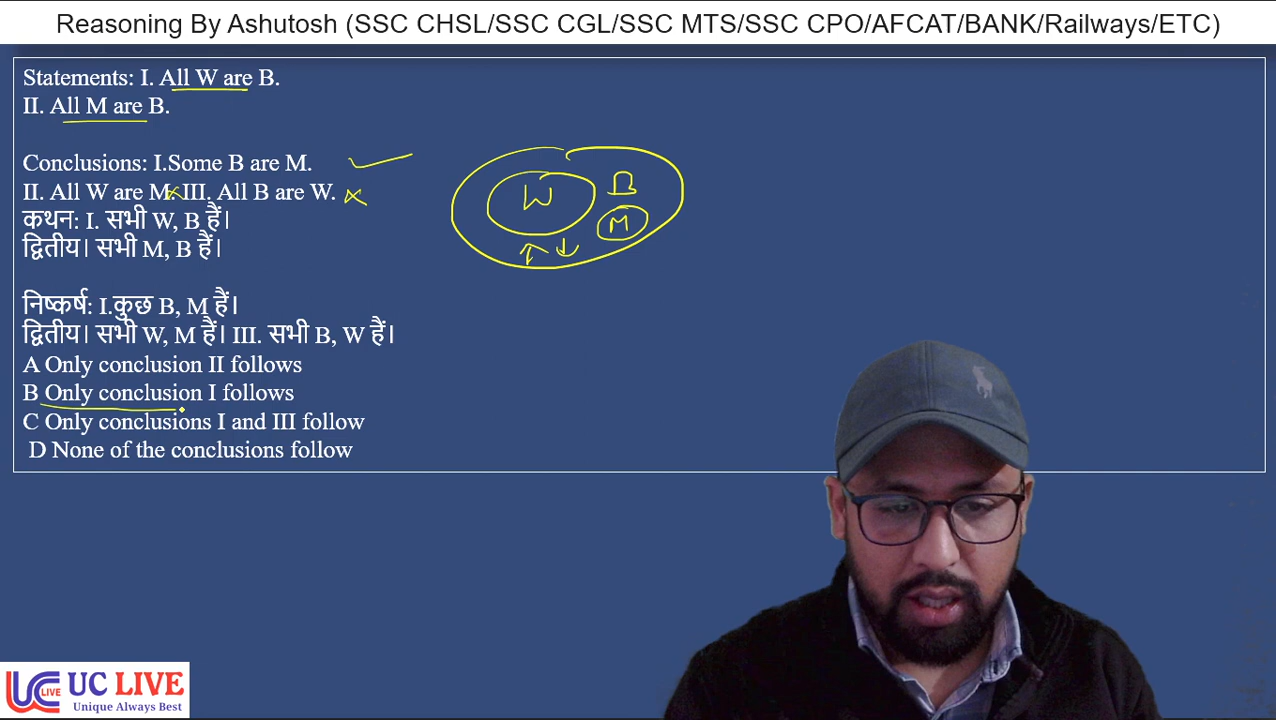 Reasoning By Ashutosh (SSC CHSL/SSC CGL/SSC MTS/SSC CPO/AFCAT/BANK/Railways/ETC)
Statements: I. All W are B.
II. All M are B.
Conclusions: I.Some B are M.
II. All W are M. III. All B are W.
कथन: I. सभी W, B हैं।
द्वितीय। सभी M, B हैं।
निष्कर्ष: I.कुछ B, M हैं।
द्वितीय। सभी W, M हैं। III. सभी B, W हैं।
A Only conclusion II follows
B Only conclusion I follows
C Only conclusions I and III follow
D None of the conclusions follow
W
B
M
UC LIVE
LIVE
Unique Always Best